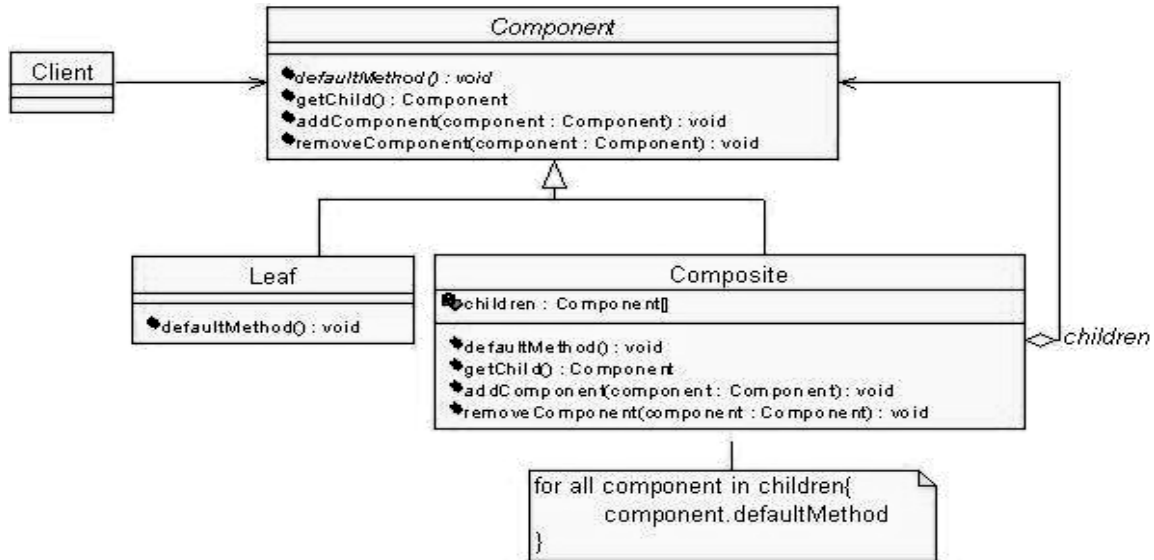 Component
defaultMethod() : void
getChild() : Component
addComponent(component : Component) : void
removeComponent(component : Component) : void
Client
Leaf
defaultMethod() : void
Composite
children : Component[]
defaultMethod() : void
getChild() : Component
addComponent(component : Component) : void
removeComponent(component : Component) : void
children
for all component in children{
component.defaultMethod
}